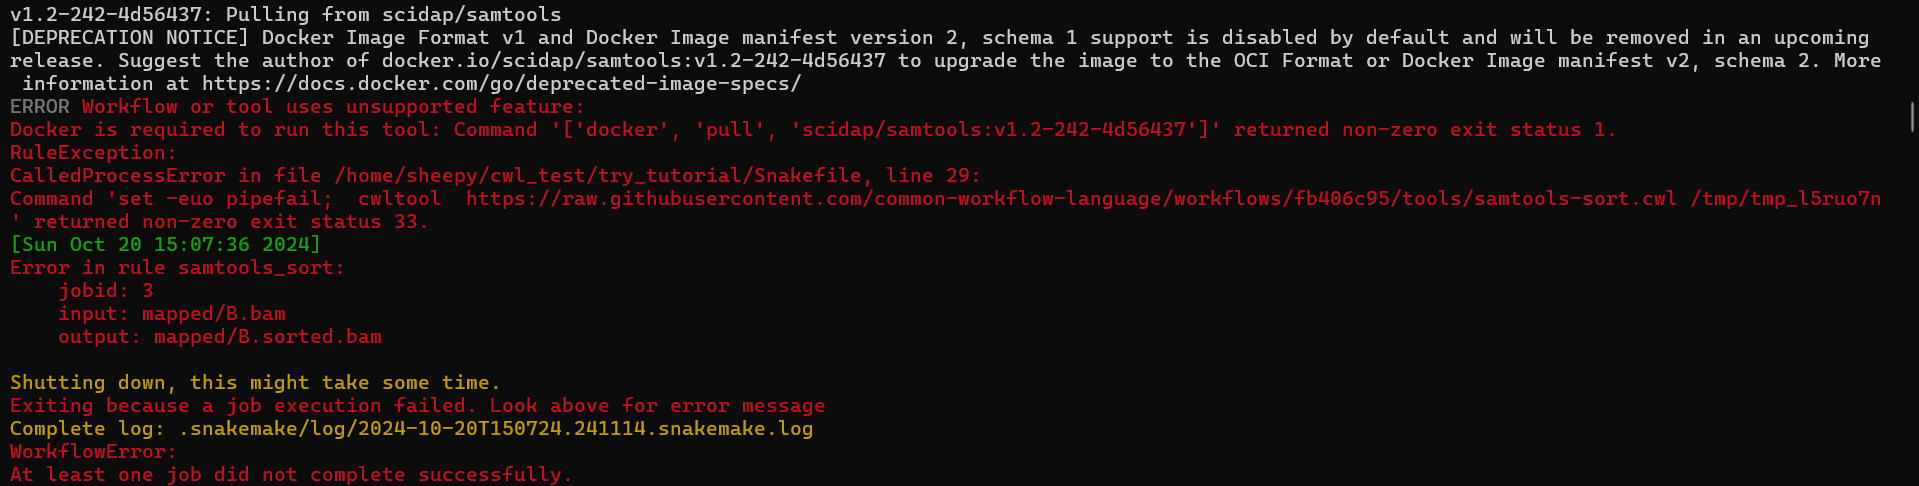 v1.2-242-4d56437: Pulling from scidap/samtools
[DEPRECATION NOTICE] Docker Image Format v1 and Docker Image manifest version 2, schema 1 support is disabled by default and will be removed in an upcoming
release. Suggest the author of docker.io/scidap/samtools:v1.2-242-4d56437 to upgrade the image to the OCI Format or Docker Image manifest v2, schema 2. More
 information at https://docs.docker.com/go/deprecated-image-specs/
ERROR Workflow or tool uses unsupported feature:
Docker is required to run this tool: Command '['docker', 'pull', 'scidap/samtools:v1.2-242-4d56437']' returned non-zero exit status 1.
RuleException:
CalledProcessError in file /home/sheepy/cwl_test/try_tutorial/Snakefile, line 29:
Command 'set -euo pipefail;  cwltool  https://raw.githubusercontent.com/common-workflow-language/workflows/fb406c95/tools/samtools-sort.cwl /tmp/tmp_l5ruo7n
' returned non-zero exit status 33.
[Sun Oct 20 15:07:36 2024]
Error in rule samtools_sort:
    jobid: 3
    input: mapped/B.bam
    output: mapped/B.sorted.bam

Shutting down, this might take some time.
Exiting because a job execution failed. Look above for error message
Complete log: .snakemake/log/2024-10-20T150724.241114.snakemake.log
WorkflowError:
At least one job did not complete successfully.